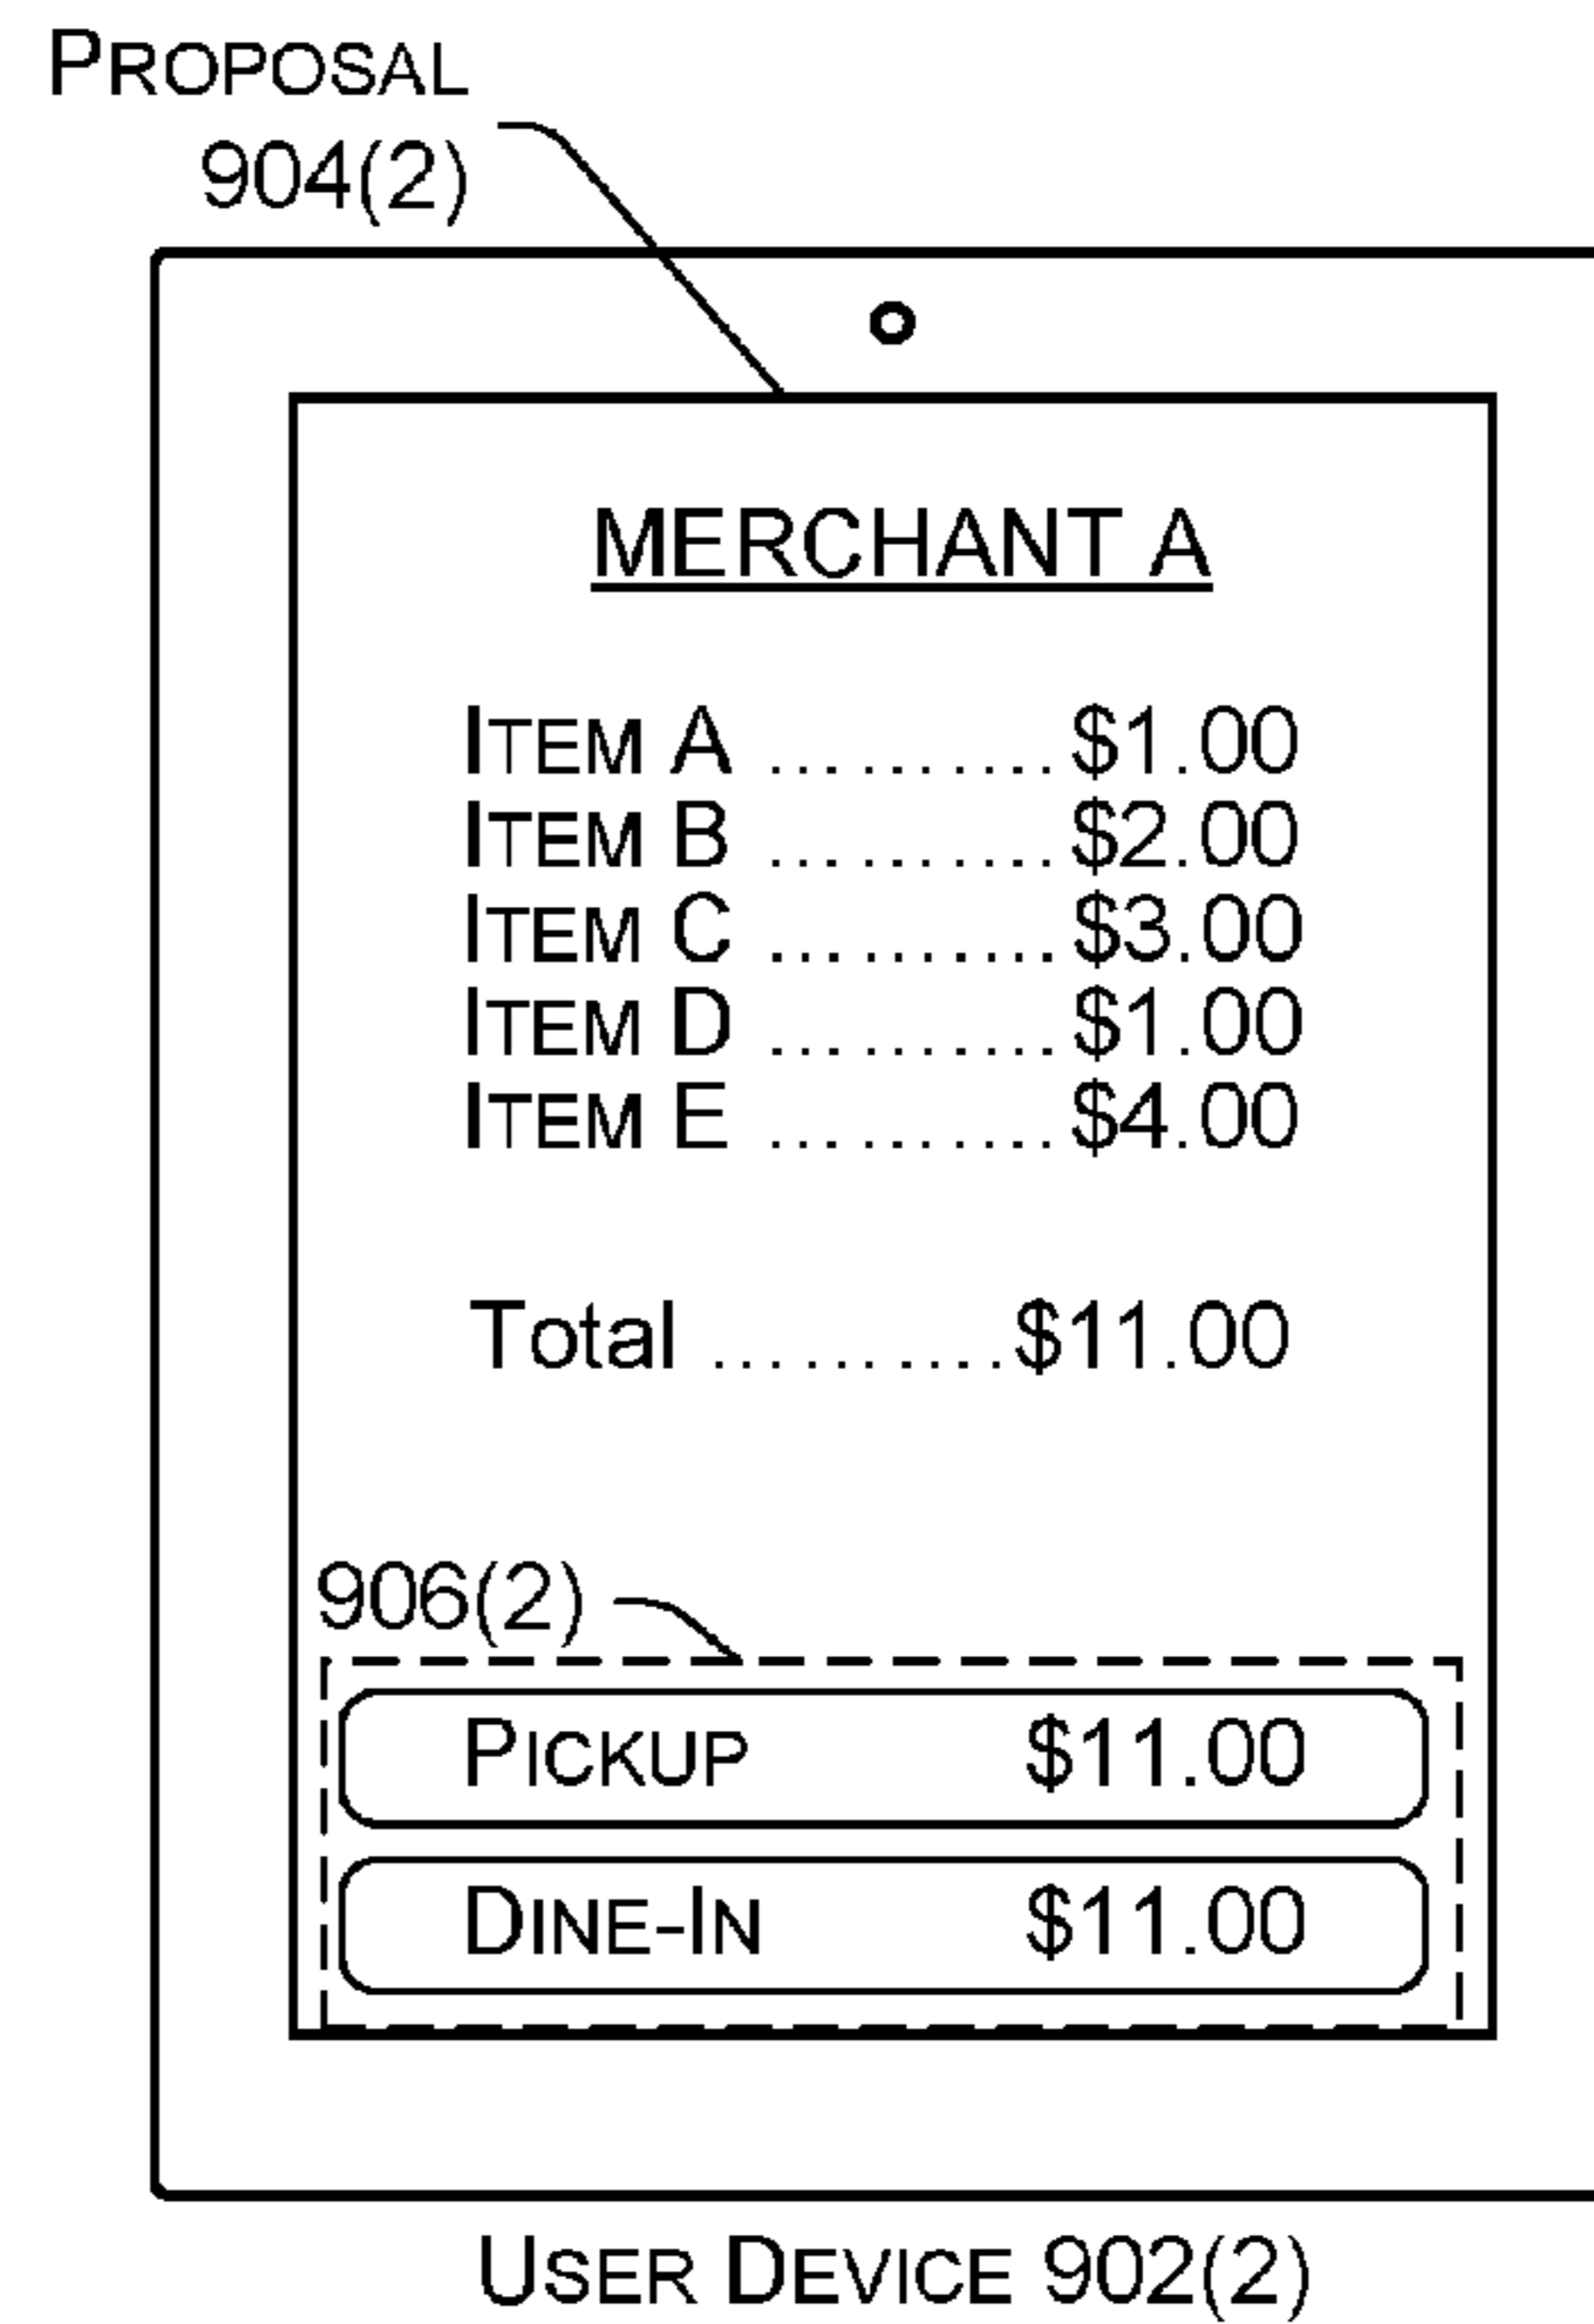 PROPOSAL
904(2)
MERCHANT A
ITEM A ..........$1.00
ITEM B ..........$2.00
ITEM C ..........$3.00
ITEM D ..........$1.00
ITEM E ..........$4.00
Total ..........$11.00
906(2)
PICKUP $11.00
DINE-IN $11.00
USER DEVICE 902(2)